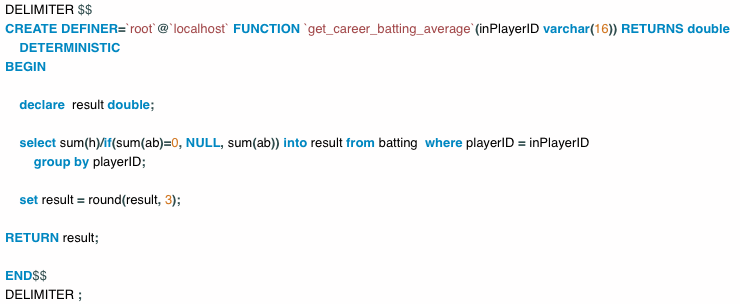 DELIMITER $$
CREATE DEFINER=`root`@`localhost` FUNCTION `get_career_batting_average`(inPlayerID varchar(16)) RETURNS double
DETERMINISTIC
BEGIN
declare result double;
select sum(h)/if(sum(ab)=0, NULL, sum(ab)) into result from batting where playerID = inPlayerID
group by playerID;
set result = round(result, 3);
RETURN result;
END$$
DELIMITER ;